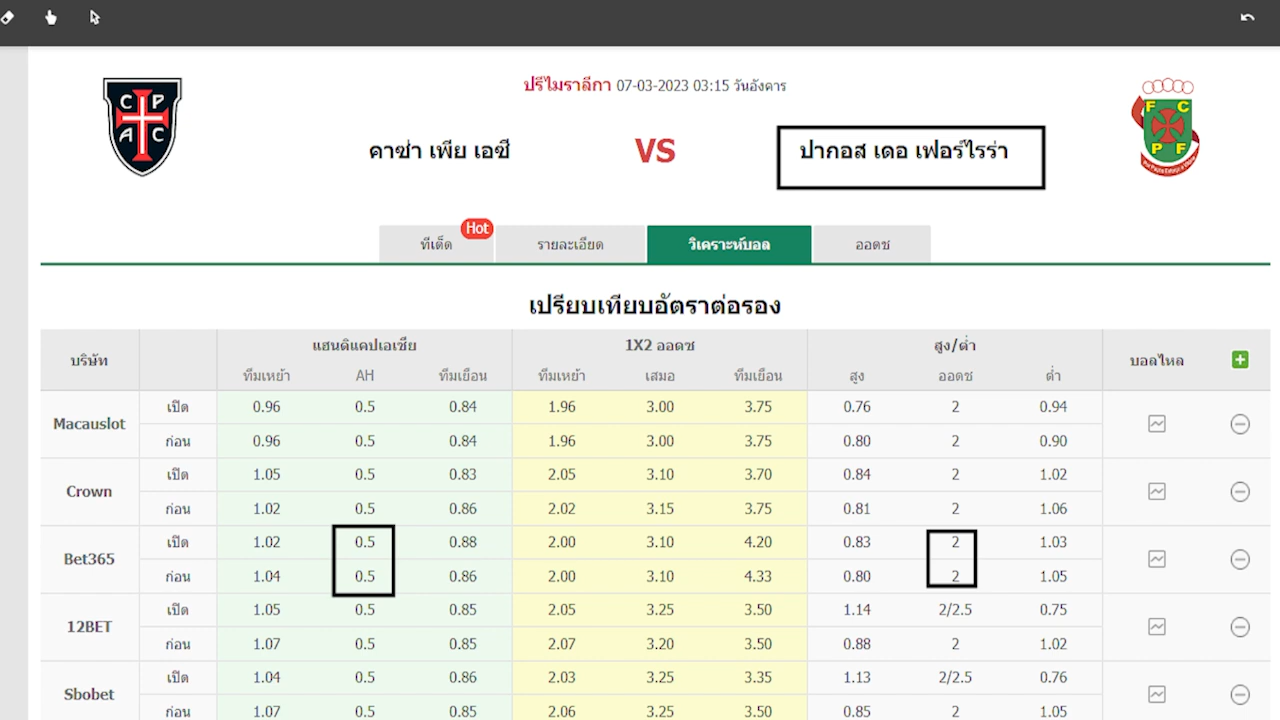 C P
A C
ปรีไมราลีกา 07-03-2023 03:15 วันอังคาร
F C
P F
คาซ่า เพีย เอซี VS ปากอส เดอ เฟอร์ไรร่า
ทีเด็ด Hot รายละเอียด วิเคราะห์บอล ออดซ์
เปรียบเทียบอัตราต่อรอง
บริษัท แฮนดิแคปเอเชีย 1X2 ออดซ์ สูง/ต่ำ บอลไหล
ทีมเหย้า AH ทีมเยือน ทีมเหย้า เสมอ ทีมเยือน สูง ออดซ์ ต่ำ
Macauslot
เปิด 0.96 0.5 0.84 1.96 3.00 3.75 0.76 2 0.94
ก่อน 0.96 0.5 0.84 1.96 3.00 3.75 0.80 2 0.90
Crown
เปิด 1.05 0.5 0.83 2.05 3.10 3.70 0.84 2 1.02
ก่อน 1.02 0.5 0.86 2.02 3.15 3.75 0.81 2 1.06
Bet365
เปิด 1.02 0.5 0.88 2.00 3.10 4.20 0.83 2 1.03
ก่อน 1.04 0.5 0.86 2.00 3.10 4.33 0.80 2 1.05
12BET
เปิด 1.05 0.5 0.85 2.05 3.25 3.50 1.14 2/2.5 0.75
ก่อน 1.07 0.5 0.85 2.07 3.20 3.50 0.88 2 1.02
Sbobet
เปิด 1.04 0.5 0.86 2.03 3.25 3.35 1.13 2/2.5 0.76
ก่อน 1.07 0.5 0.85 2.06 3.25 3.50 0.85 2 1.05